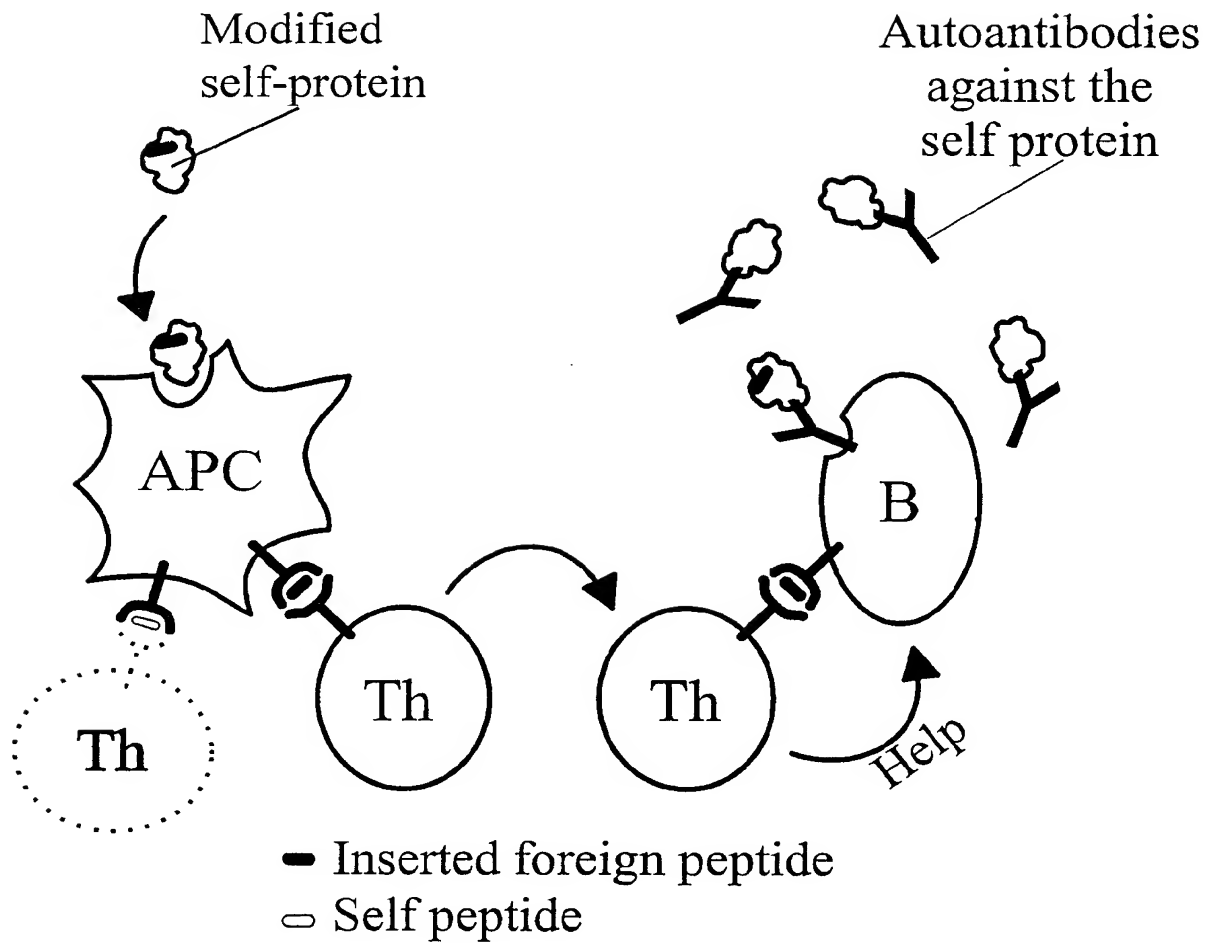 Modified
self-protein
Autoantibodies
against the
self protein
APC
B
Th
Th
Th
Help
Inserted foreign peptide
Self peptide